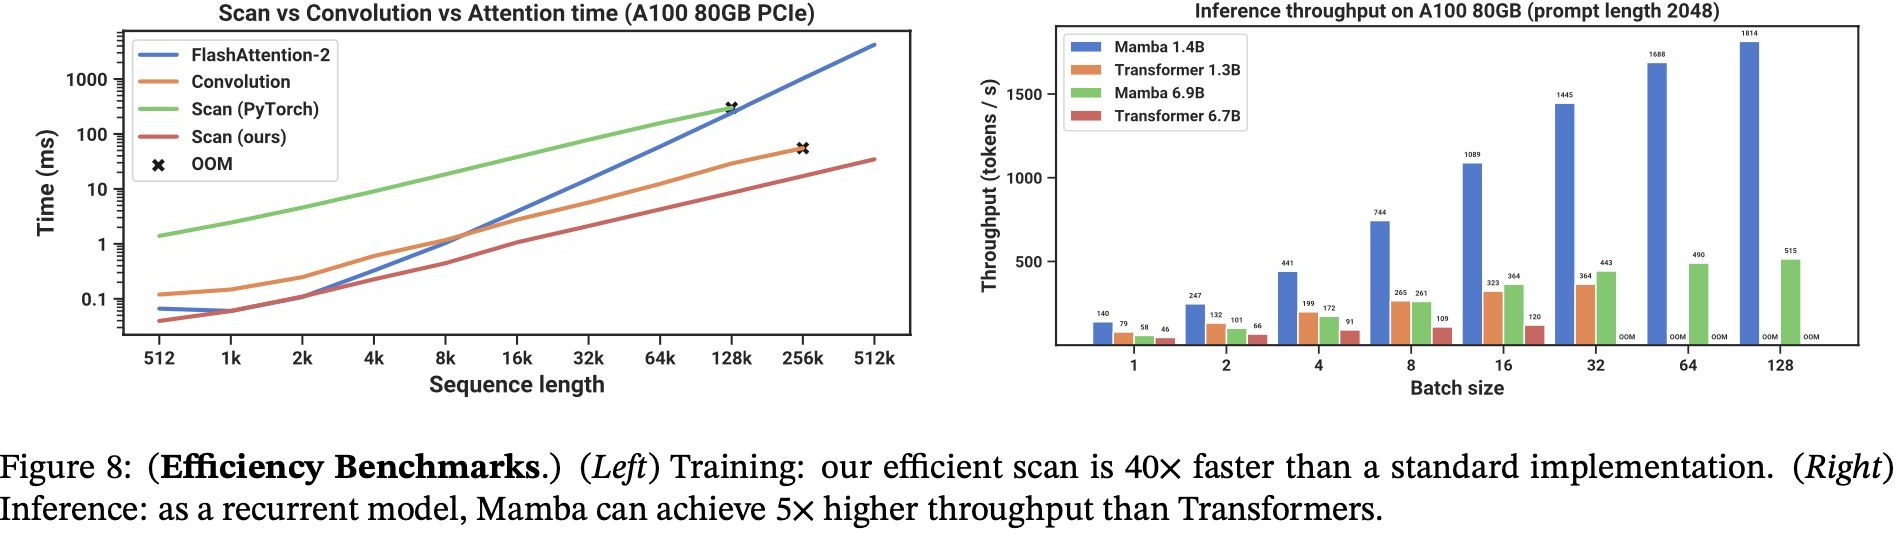 Scan vs Convolution vs Attention time (A100 80GB PCIe)
FlashAttention-2
Convolution
Scan (PyTorch)
Scan (ours)
OOM
Time (ms)
1000
100
10
1
0.1
512 1k 2k 4k 8k 16k 32k 64k 128k 256k 512k
Sequence length
Inference throughput on A100 80GB (prompt length 2048)
Mamba 1.4B
Transformer 1.3B
Mamba 6.9B
Transformer 6.7B
Throughput (tokens / s)
1500
1000
500
140 79 58 46
247 132 101 66
441 199 172 91
744 265 261 109
1089 323 364 120
1445 364 443 OOM
1688 OOM 490 OOM
1814 OOM 515 OOM
1 2 4 8 16 32 64 128
Batch size
Figure 8: (Efficiency Benchmarks.) (Left) Training: our efficient scan is 40× faster than a standard implementation. (Right)
Inference: as a recurrent model, Mamba can achieve 5× higher throughput than Transformers.